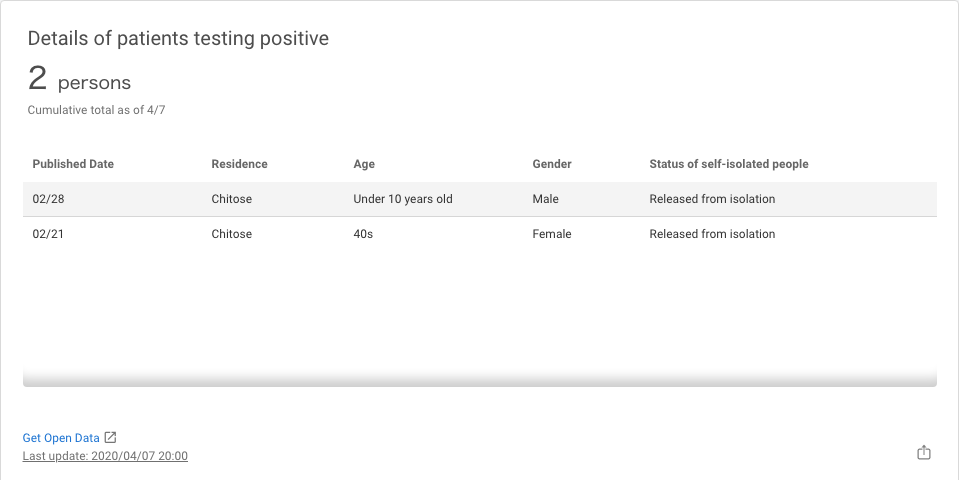 Details of patients testing positive
2 persons
Cumulative total as of 4/7
Published Date Residence Age Gender Status of self-isolated people
02/28 Chitose Under 10 years old Male Released from isolation
02/21 Chitose 40s Female Released from isolation
Get Open Data
Last update: 2020/04/07 20:00